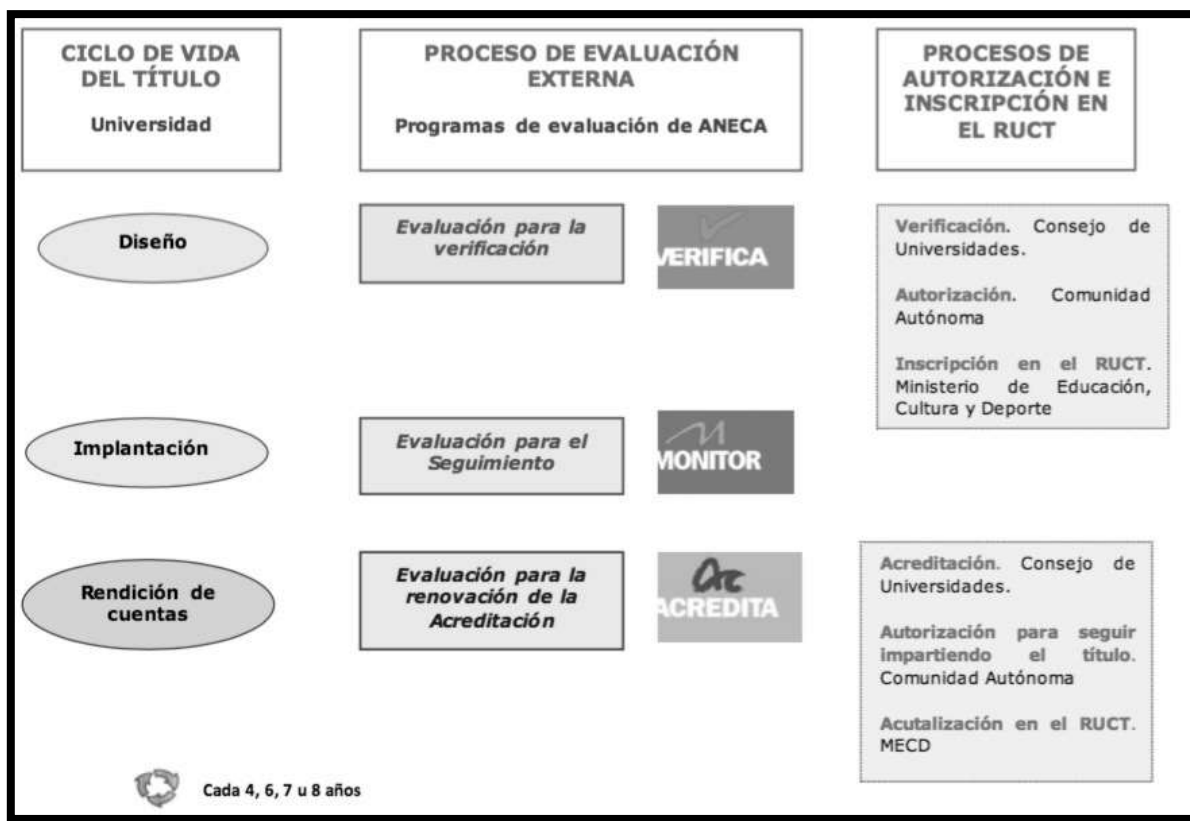 CICLO DE VIDA
DEL TÍTULO
Universidad
PROCESO DE EVALUACIÓN
EXTERNA
Programas de evaluación de ANECA
PROCESOS DE
AUTORIZACIÓN E
INSCRIPCIÓN EN
EL RUCT
Diseño
Evaluación para la
verificación
VERIFICA
Verificación. Consejo de
Universidades.
Autorización. Comunidad
Autónoma
Inscripción en el RUCT.
Ministerio de Educación,
Cultura y Deporte
Implantación
Evaluación para el
Seguimiento
MONITOR
Rendición de
cuentas
Evaluación para la
renovación de la
Acreditación
ACREDITA
Acreditación. Consejo de
Universidades.
Autorización para seguir
impartiendo el título.
Comunidad Autónoma
Acutalización en el RUCT.
MECD
Cada 4, 6, 7 u 8 años